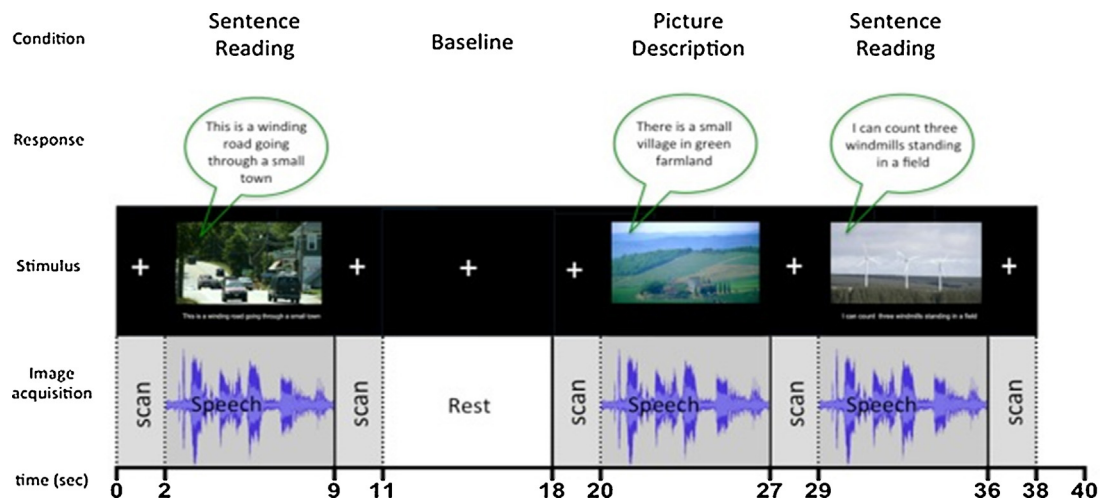 Condition
Sentence
Reading
Baseline
Picture
Description
Sentence
Reading
Response
This is a winding
road going
through a small
town
There is a small
village in green
farmland
I can count three
windmills standing
in a field
Stimulus
+
+
+
+
+
+
This is a winding road going through a small town
I can count three windmills standing in a field
Image
acquisition
scan
Speech
scan
Rest
scan
Speech
scan
Speech
scan
time (sec)
0 2 9 11 18 20 27 29 36 38 40